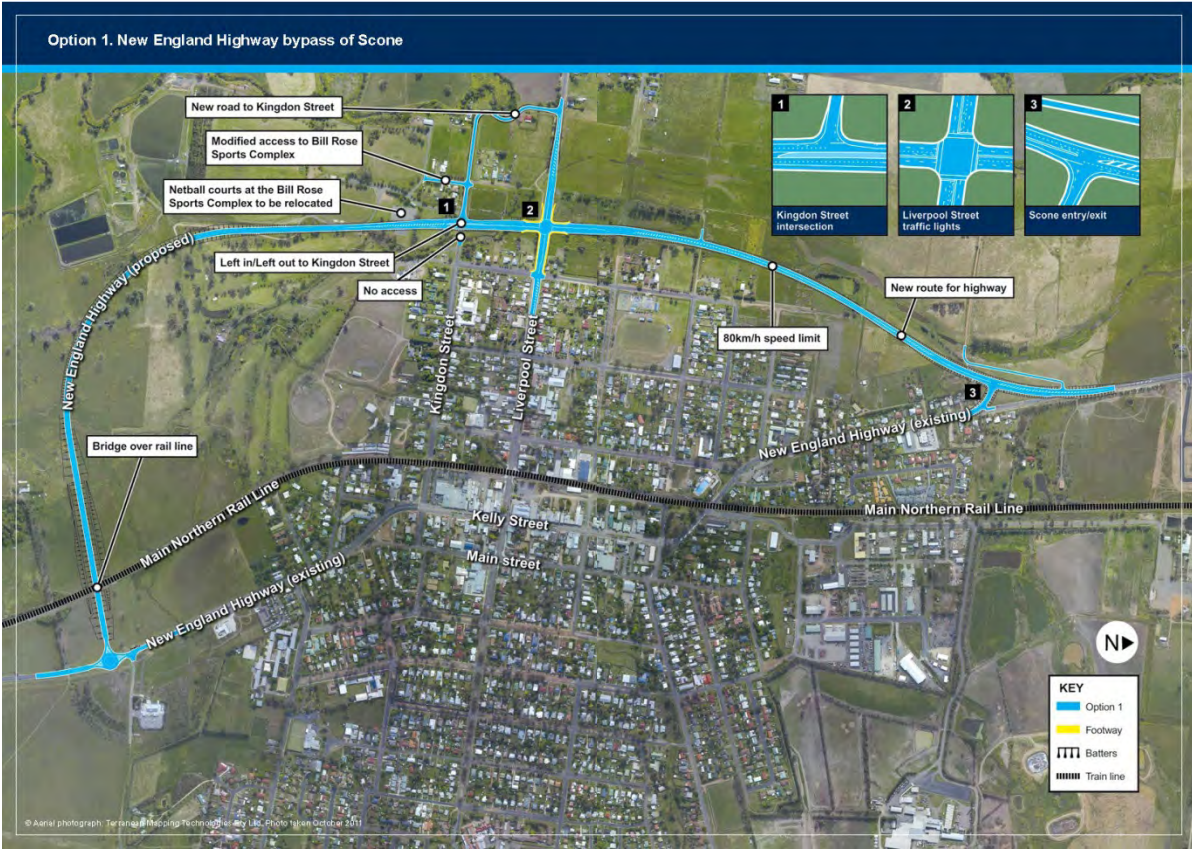 Option 1. New England Highway bypass of Scone
New road to Kingdon Street
Modified access to Bill Rose
Sports Complex
Netball courts at the Bill Rose
Sports Complex to be relocated
1
2
Left in/Left out to Kingdon Street
No access
New England Highway (proposed)
Kingdon Street
Liverpool Street
80km/h speed limit
New route for highway
3
New England Highway (existing)
1
Kingdon Street
intersection
2
Liverpool Street
traffic lights
3
Scone entry/exit
Bridge over rail line
Main Northern Rail Line
Main Northern Rail Line
Kelly Street
Main street
New England Highway (existing)
N
KEY
Option 1
Footway
Batters
Train line
© Aerial photograph: Terranean Mapping Technologies Pty Ltd. Photo taken October 2011